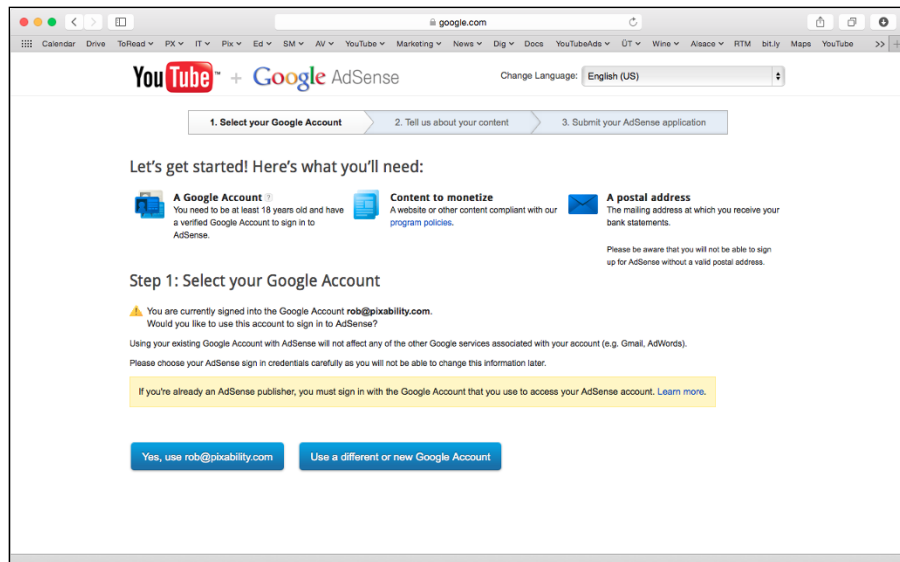 google.com
Calendar Drive ToRead PX IT Pix Ed SM AV YouTube Marketing News Dig Docs YouTubeAds ÜT Wine Alsace RTM bit.ly Maps YouTube >> +
YouTube™ + Google AdSense Change Language: English (US)
1. Select your Google Account 2. Tell us about your content 3. Submit your AdSense application
Let's get started! Here's what you'll need:
A Google Account ?
You need to be at least 18 years old and have
a verified Google Account to sign in to
AdSense.
Content to monetize
A website or other content compliant with our
program policies.
A postal address
The mailing address at which you receive your
bank statements.
Please be aware that you will not be able to sign
up for AdSense without a valid postal address.
Step 1: Select your Google Account
You are currently signed into the Google Account rob@pixability.com.
Would you like to use this account to sign in to AdSense?
Using your existing Google Account with AdSense will not affect any of the other Google services associated with your account (e.g. Gmail, AdWords).
Please choose your AdSense sign in credentials carefully as you will not be able to change this information later.
If you're already an AdSense publisher, you must sign in with the Google Account that you use to access your AdSense account. Learn more.
Yes, use rob@pixability.com Use a different or new Google Account